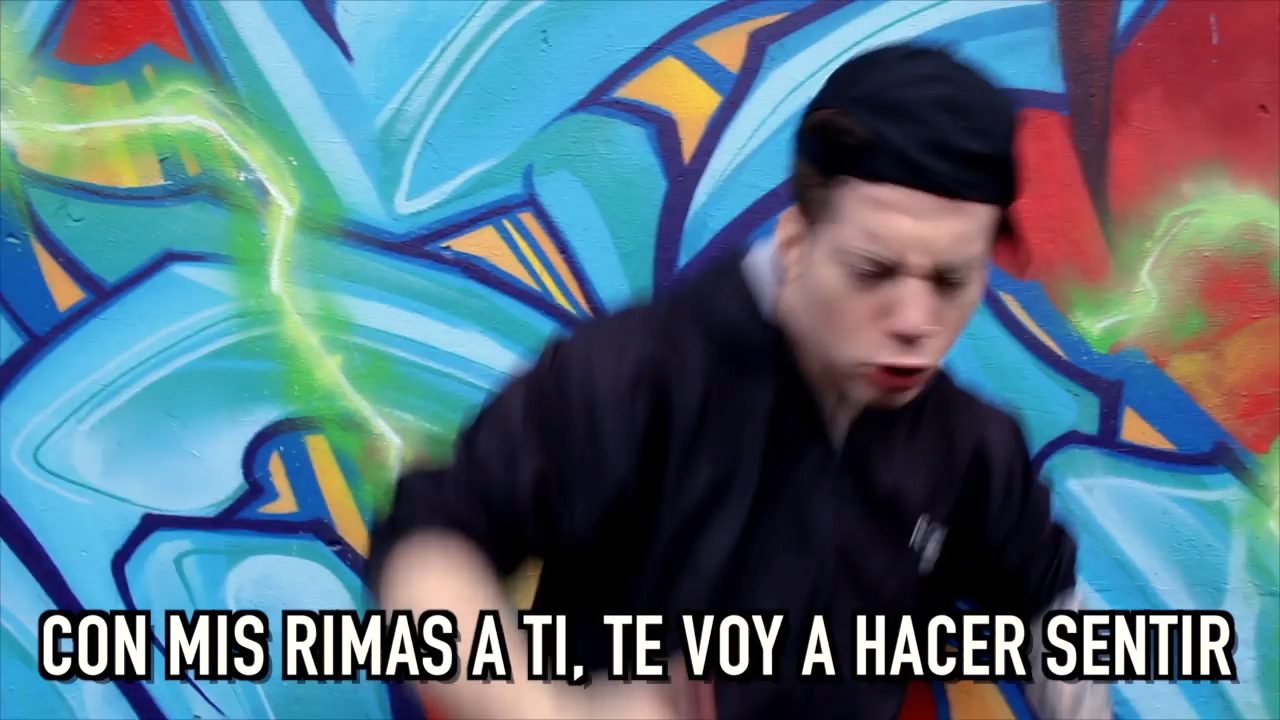 CON MIS RIMAS A TI, TE VOY A HACER SENTIR